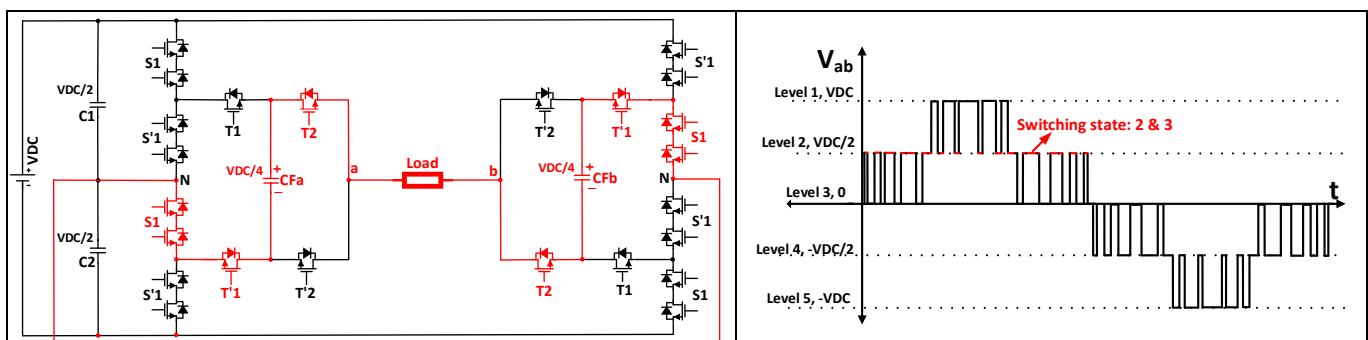 VDC
VDC/2
C1
VDC/2
C2
S1
S'1
N
S1
S'1
T1
T2
VDC/4
+
CFa
−
a
T'1
T'2
Load
b
T'2
T'1
VDC/4
+
CFb
−
T2
T1
S'1
S1
N
S'1
S1
Vab
Level 1, VDC
Switching state: 2 & 3
Level 2, VDC/2
Level 3, 0
t
Level 4, -VDC/2
Level 5, -VDC